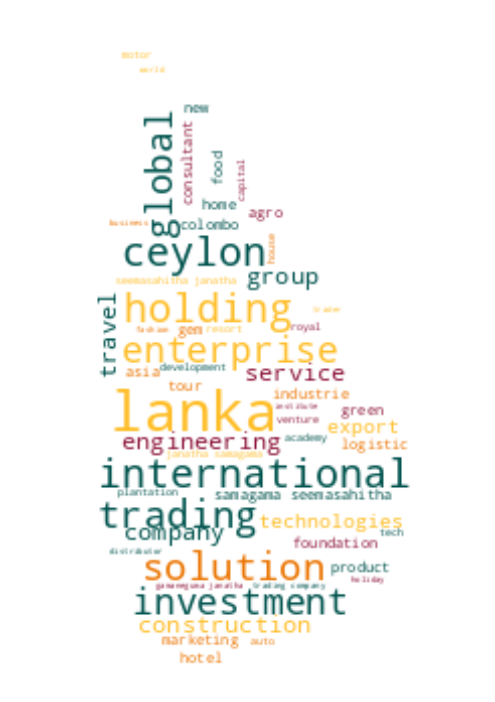 motor
world
new
global
consultant
food
capital
home
agro
business
colombo
ceylon
house
group
seemasahitha janatha
travel
holding
trader
fashion
gem
resort
royal
enterprise
asia
development
service
tour
industrie
lanka
institute
green
venture
export
engineering
academy
logistic
janatha samagama
international
plantation
samagama seemasahitha
trading
technologies
company
tech
foundation
distributor
solution
product
holiday
gamaneguma janatha
trading company
investment
construction
marketing
auto
hotel